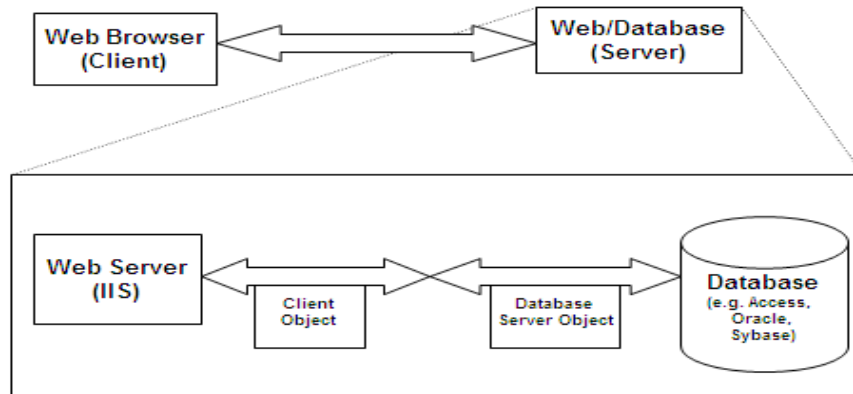 Web Browser
(Client)
Web/Database
(Server)
Web Server
(IIS)
Client
Object
Database
Server Object
Database
(e.g. Access,
Oracle,
Sybase)